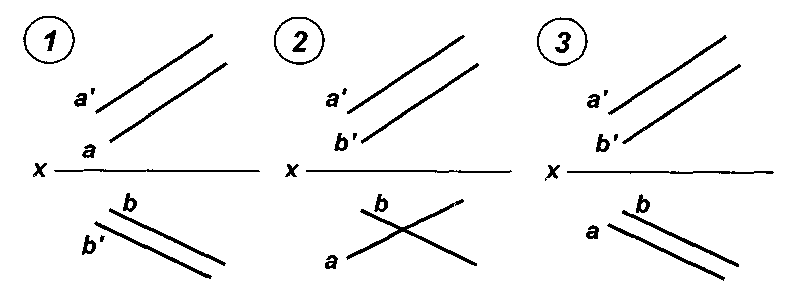 1 2 3
a' a' a'
a b' b'
x x x
b b b
b' a a